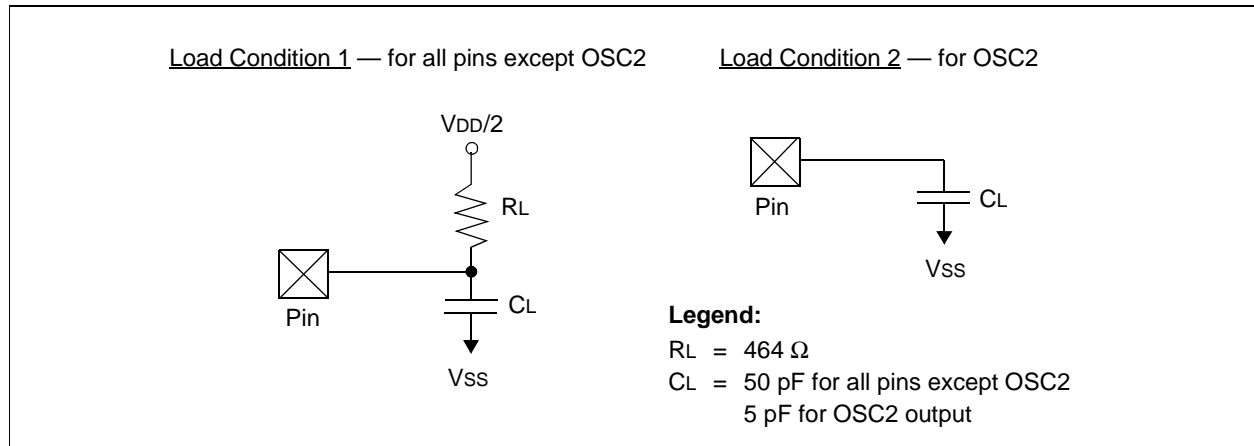 Load Condition 1 — for all pins except OSC2
VDD/2
RL
Pin
CL
VSS
Load Condition 2 — for OSC2
Pin
CL
VSS
Legend:
RL = 464 Ω
CL = 50 pF for all pins except OSC2
5 pF for OSC2 output